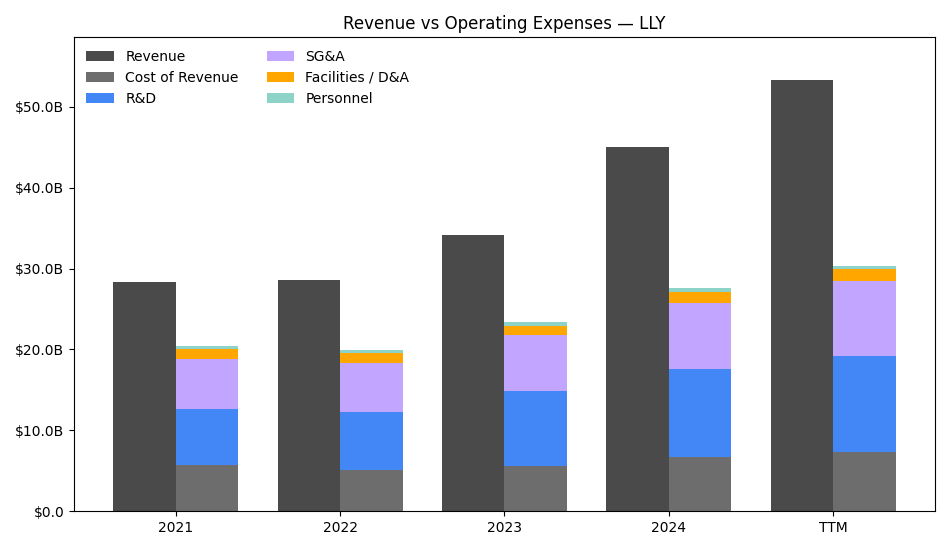 Revenue vs Operating Expenses — LLY
Revenue
Cost of Revenue
R&D
SG&A
Facilities / D&A
Personnel
$50.0B
$40.0B
$30.0B
$20.0B
$10.0B
$0.0
2021 2022 2023 2024 TTM